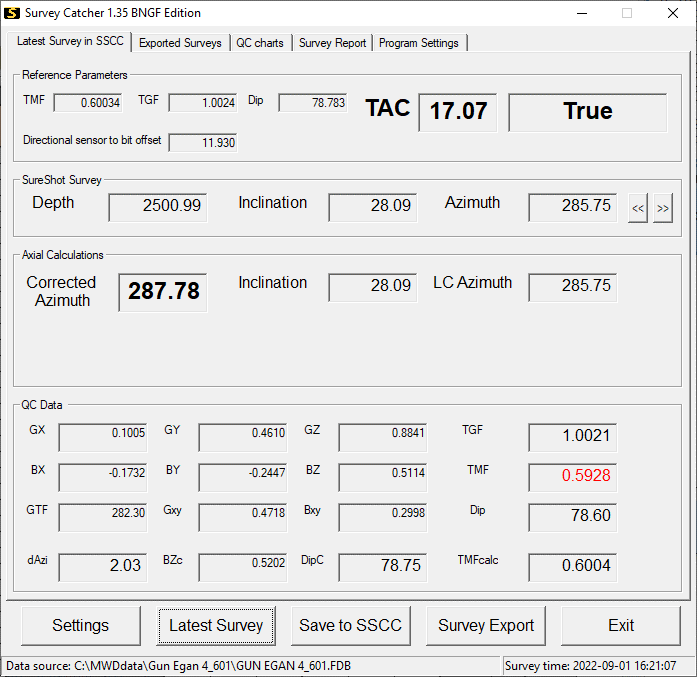 Survey Catcher 1.35 BNGF Edition
Latest Survey in SSCC Exported Surveys QC charts Survey Report Program Settings
Reference Parameters
TMF 0.60034 TGF 1.0024 Dip 78.783 TAC 17.07 True
Directional sensor to bit offset 11.930
SureShot Survey
Depth 2500.99 Inclination 28.09 Azimuth 285.75 << >>
Axial Calculations
Corrected Azimuth 287.78 Inclination 28.09 LC Azimuth 285.75
QC Data
GX 0.1005 GY 0.4610 GZ 0.8841 TGF 1.0021
BX -0.1732 BY -0.2447 BZ 0.5114 TMF 0.5928
GTF 282.30 Gxy 0.4718 Bxy 0.2998 Dip 78.60
dAzi 2.03 BZc 0.5202 DipC 78.75 TMFcalc 0.6004
Settings Latest Survey Save to SSCC Survey Export Exit
Data source: C:\MWDdata\Gun Egan 4_601\GUN EGAN 4_601.FDB Survey time: 2022-09-01 16:21:07